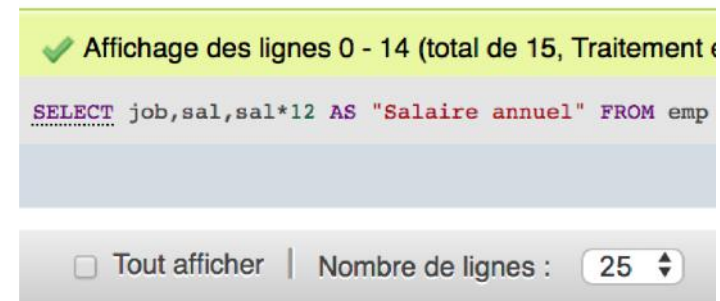 Affichage des lignes 0 - 14 (total de 15, Traitement
SELECT job,sal,sal*12 AS "Salaire annuel" FROM emp
Tout afficher | Nombre de lignes : 25